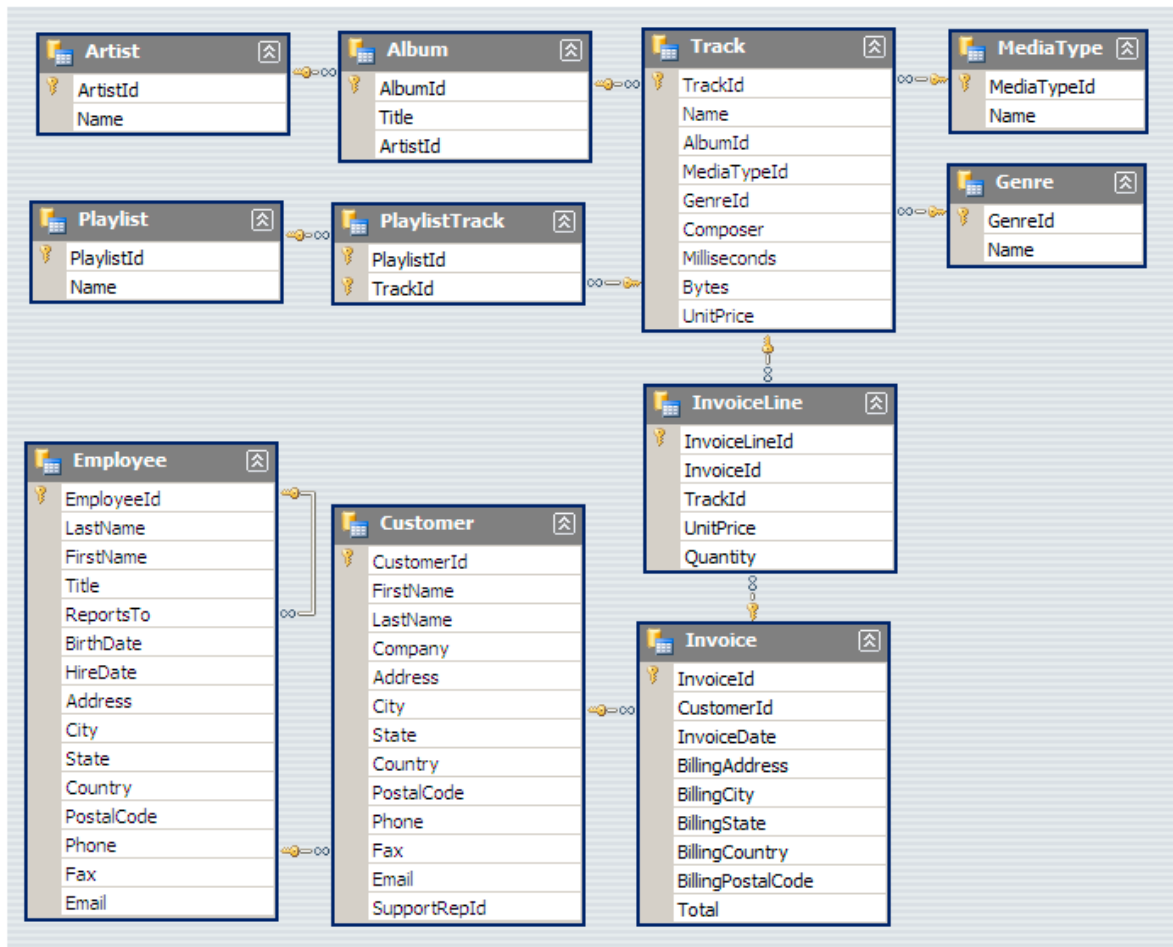 Artist
ArtistId
Name
Album
AlbumId
Title
ArtistId
Track
TrackId
Name
AlbumId
MediaTypeId
GenreId
Composer
Milliseconds
Bytes
UnitPrice
MediaType
MediaTypeId
Name
Genre
GenreId
Name
Playlist
PlaylistId
Name
PlaylistTrack
PlaylistId
TrackId
InvoiceLine
InvoiceLineId
InvoiceId
TrackId
UnitPrice
Quantity
Employee
EmployeeId
LastName
FirstName
Title
ReportsTo
BirthDate
HireDate
Address
City
State
Country
PostalCode
Phone
Fax
Email
Customer
CustomerId
FirstName
LastName
Company
Address
City
State
Country
PostalCode
Phone
Fax
Email
SupportRepId
Invoice
InvoiceId
CustomerId
InvoiceDate
BillingAddress
BillingCity
BillingState
BillingCountry
BillingPostalCode
Total